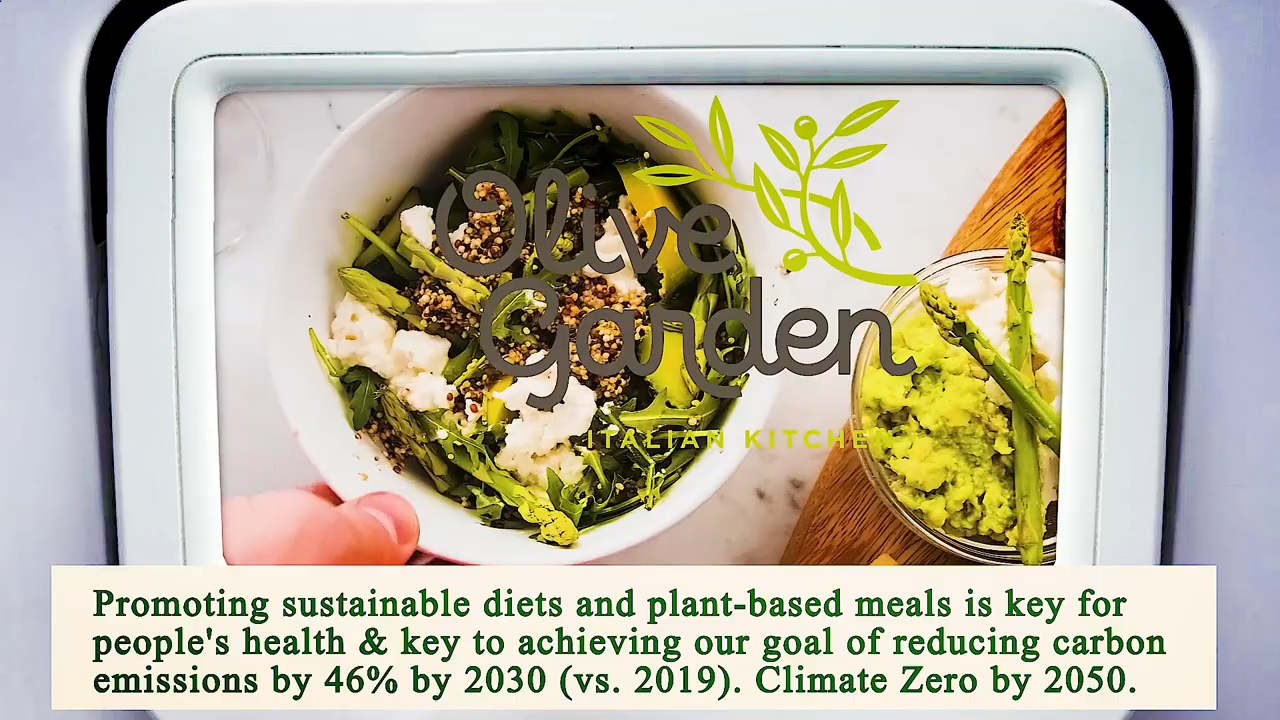 Olive
Garden
ITALIAN KITCHEN
Promoting sustainable diets and plant-based meals is key for
people's health & key to achieving our goal of reducing carbon
emissions by 46% by 2030 (vs. 2019). Climate Zero by 2050.